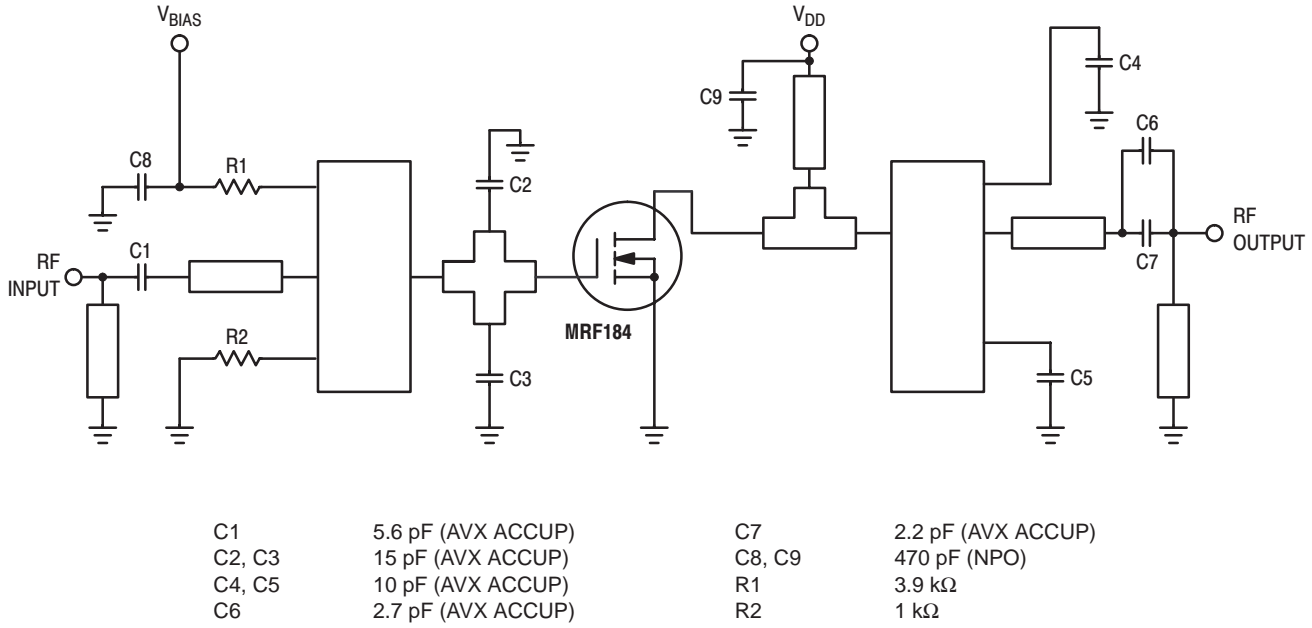 VBIAS
VDD
C4
C9
C6
C8
R1
C2
RF
OUTPUT
C1
C7
RF
INPUT
MRF184
R2
C3
C5
C1 5.6 pF (AVX ACCUP) C7 2.2 pF (AVX ACCUP)
C2, C3 15 pF (AVX ACCUP) C8, C9 470 pF (NPO)
C4, C5 10 pF (AVX ACCUP) R1 3.9 kΩ
C6 2.7 pF (AVX ACCUP) R2 1 kΩ